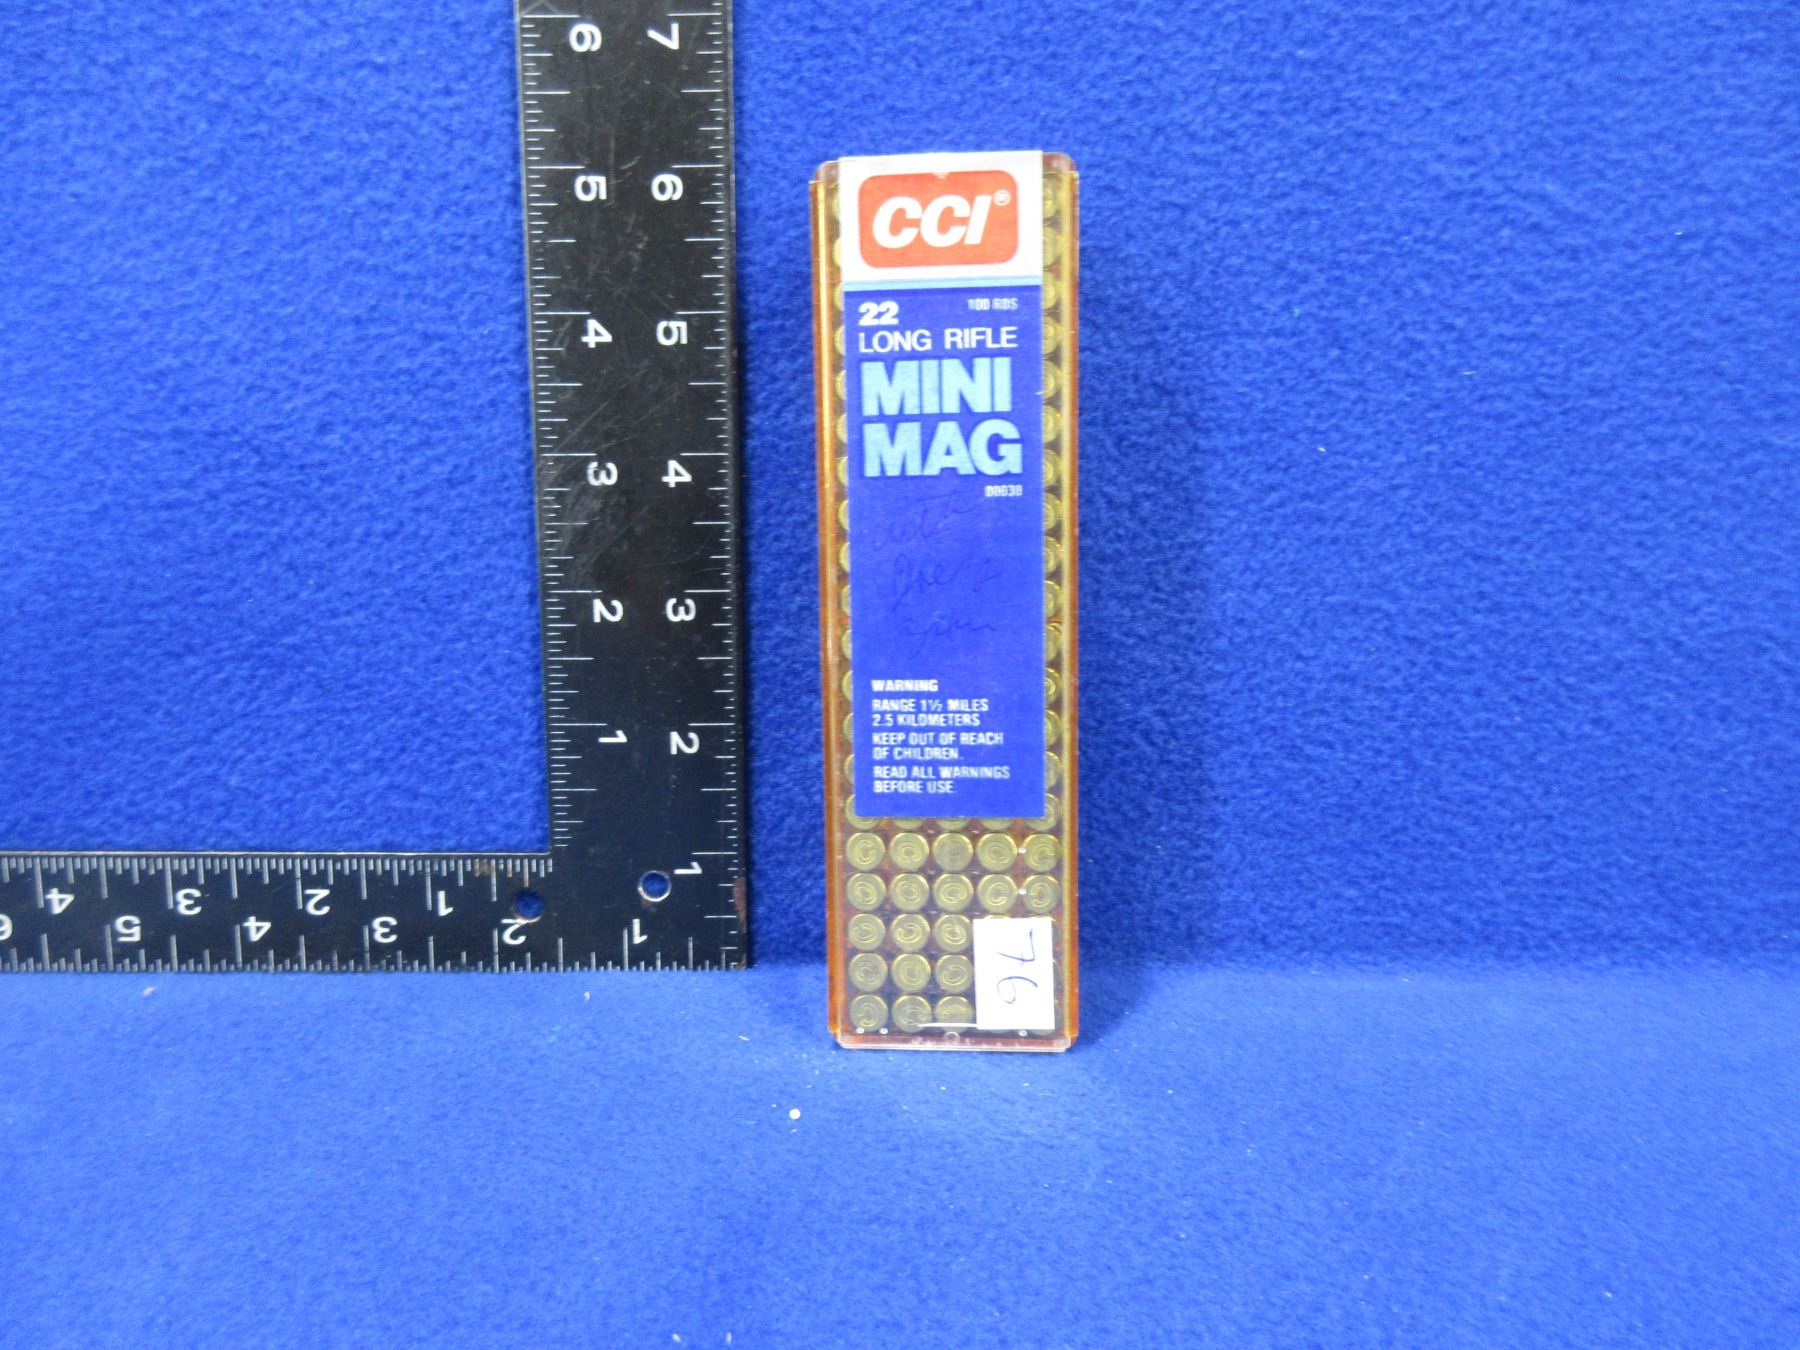 6 7
5 6
4 5
3 4
2 3
1 2
1
4 3 2 1
6 5 4 3 2 1
CCI®
22 100 RDS
LONG RIFLE
MINI
MAG
WARNING
RANGE 1½ MILES
2.5 KILOMETERS
KEEP OUT OF REACH
OF CHILDREN.
READ ALL WARNINGS
BEFORE USE.
76